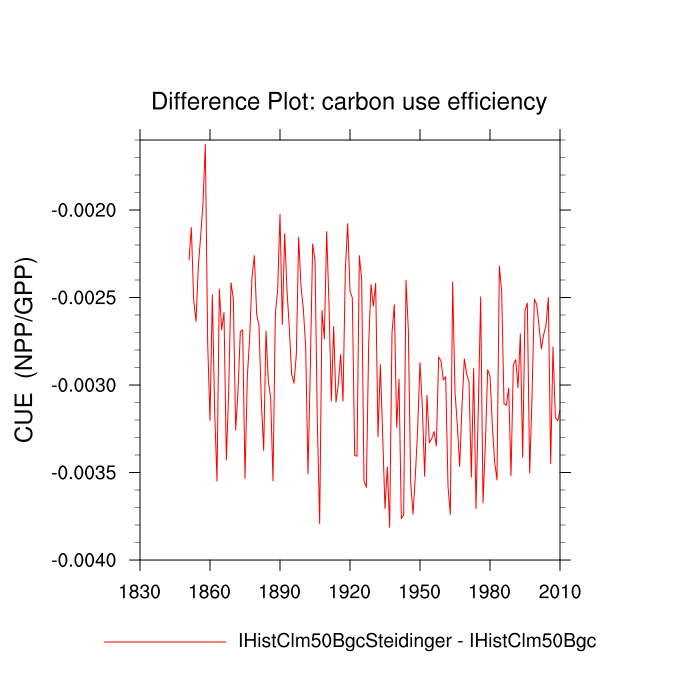 Difference Plot: carbon use efficiency
CUE (NPP/GPP)
-0.0020
-0.0025
-0.0030
-0.0035
-0.0040
1830 1860 1890 1920 1950 1980 2010
IHistClm50BgcSteidinger - IHistClm50Bgc